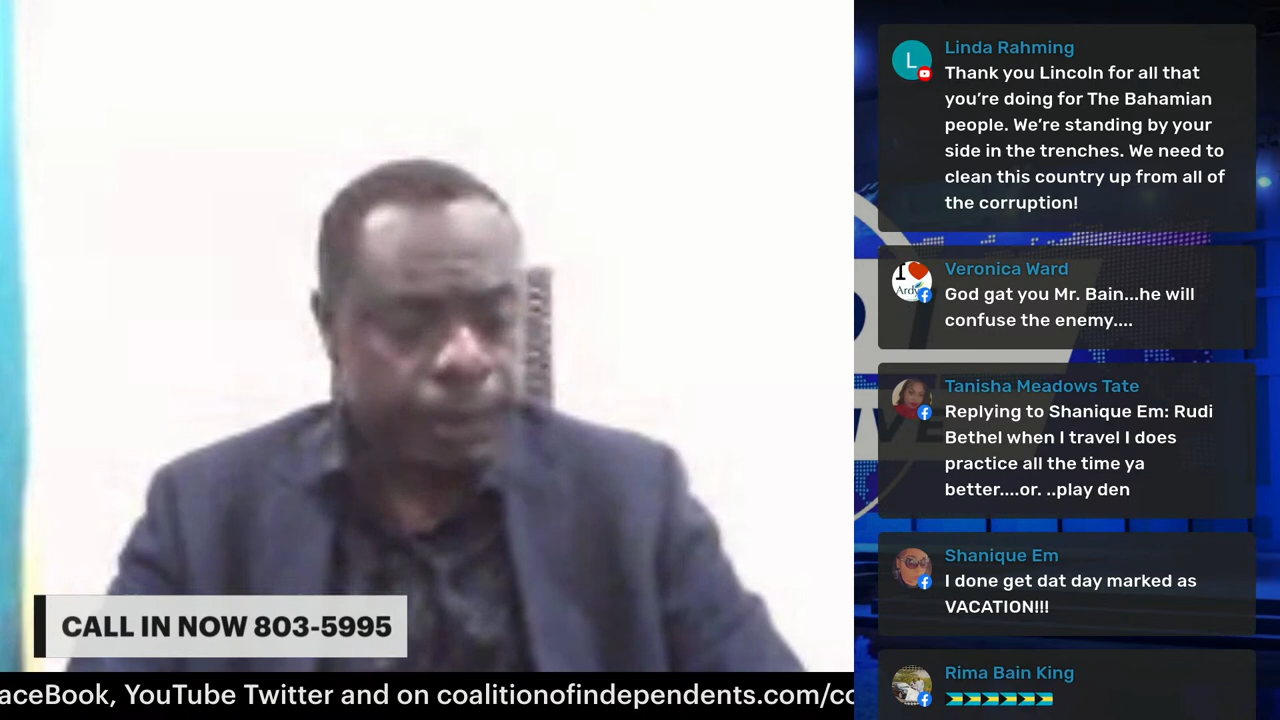 CALL IN NOW 803-5995
aceBook, YouTube Twitter and on coalitionofindependents.com/co
L
Linda Rahming
Thank you Lincoln for all that
you’re doing for The Bahamian
people. We’re standing by your
side in the trenches. We need to
clean this country up from all of
the corruption!
I
Ardy
Veronica Ward
God gat you Mr. Bain...he will
confuse the enemy....
Tanisha Meadows Tate
Replying to Shanique Em: Rudi
Bethel when I travel I does
practice all the time ya
better....or. ..play den
Shanique Em
I done get dat day marked as
VACATION!!!
Rima Bain King